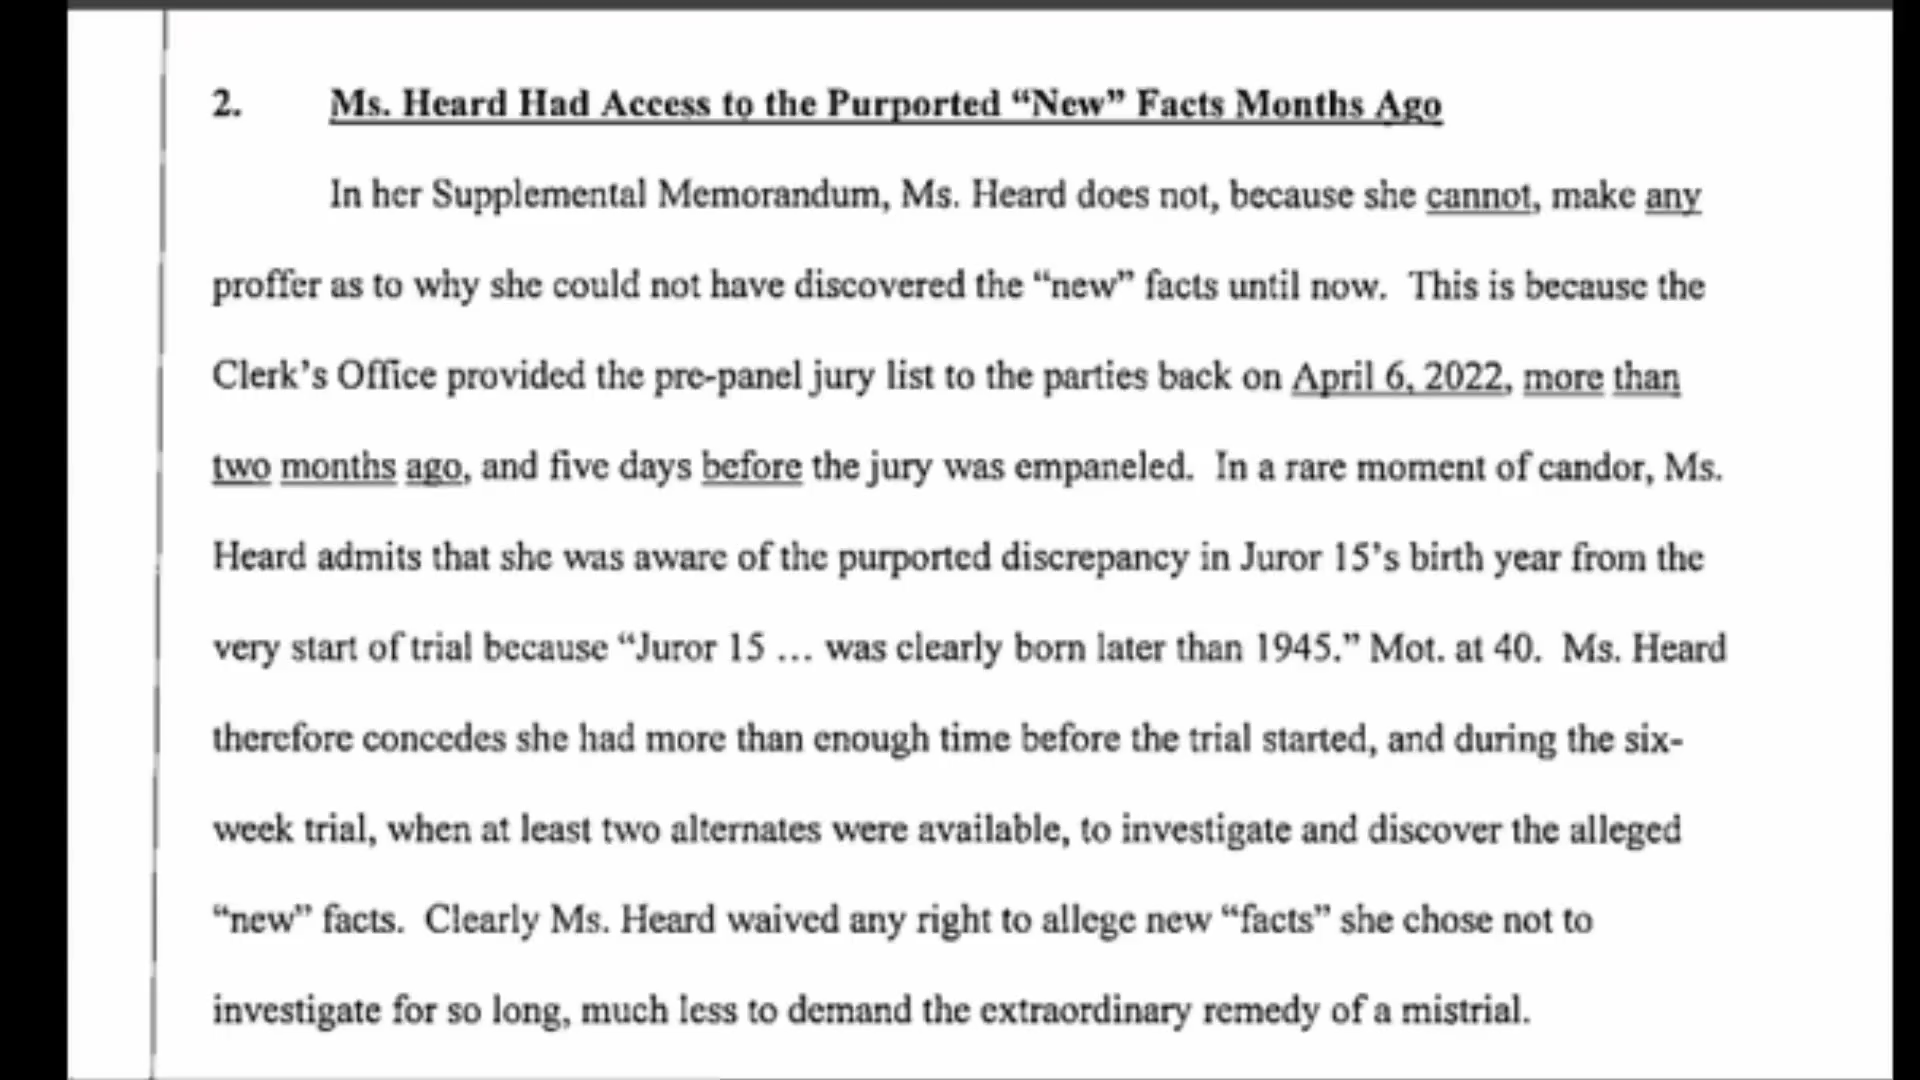 2. Ms. Heard Had Access to the Purported “New” Facts Months Ago
In her Supplemental Memorandum, Ms. Heard does not, because she cannot, make any
proffer as to why she could not have discovered the “new” facts until now. This is because the
Clerk’s Office provided the pre-panel jury list to the parties back on April 6, 2022, more than
two months ago, and five days before the jury was empaneled. In a rare moment of candor, Ms.
Heard admits that she was aware of the purported discrepancy in Juror 15’s birth year from the
very start of trial because “Juror 15 … was clearly born later than 1945.” Mot. at 40. Ms. Heard
therefore concedes she had more than enough time before the trial started, and during the six-
week trial, when at least two alternates were available, to investigate and discover the alleged
“new” facts. Clearly Ms. Heard waived any right to allege new “facts” she chose not to
investigate for so long, much less to demand the extraordinary remedy of a mistrial.